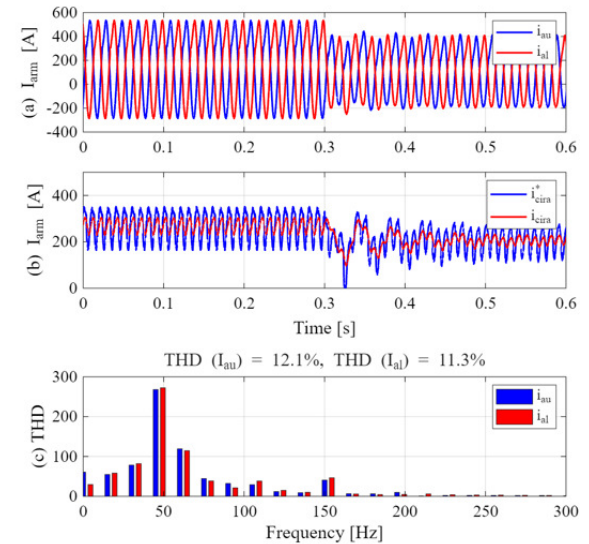 600
400
200
0
-200
-400
(a) I_arm [A]
i_au
i_al
0 0.1 0.2 0.3 0.4 0.5 0.6
400
200
0
(b) I_arm [A]
i*_cira
i_cira
0 0.1 0.2 0.3 0.4 0.5 0.6
Time [s]
THD (I_au) = 12.1%, THD (I_al) = 11.3%
300
200
100
0
(c) THD
i_au
i_al
0 50 100 150 200 250 300
Frequency [Hz]